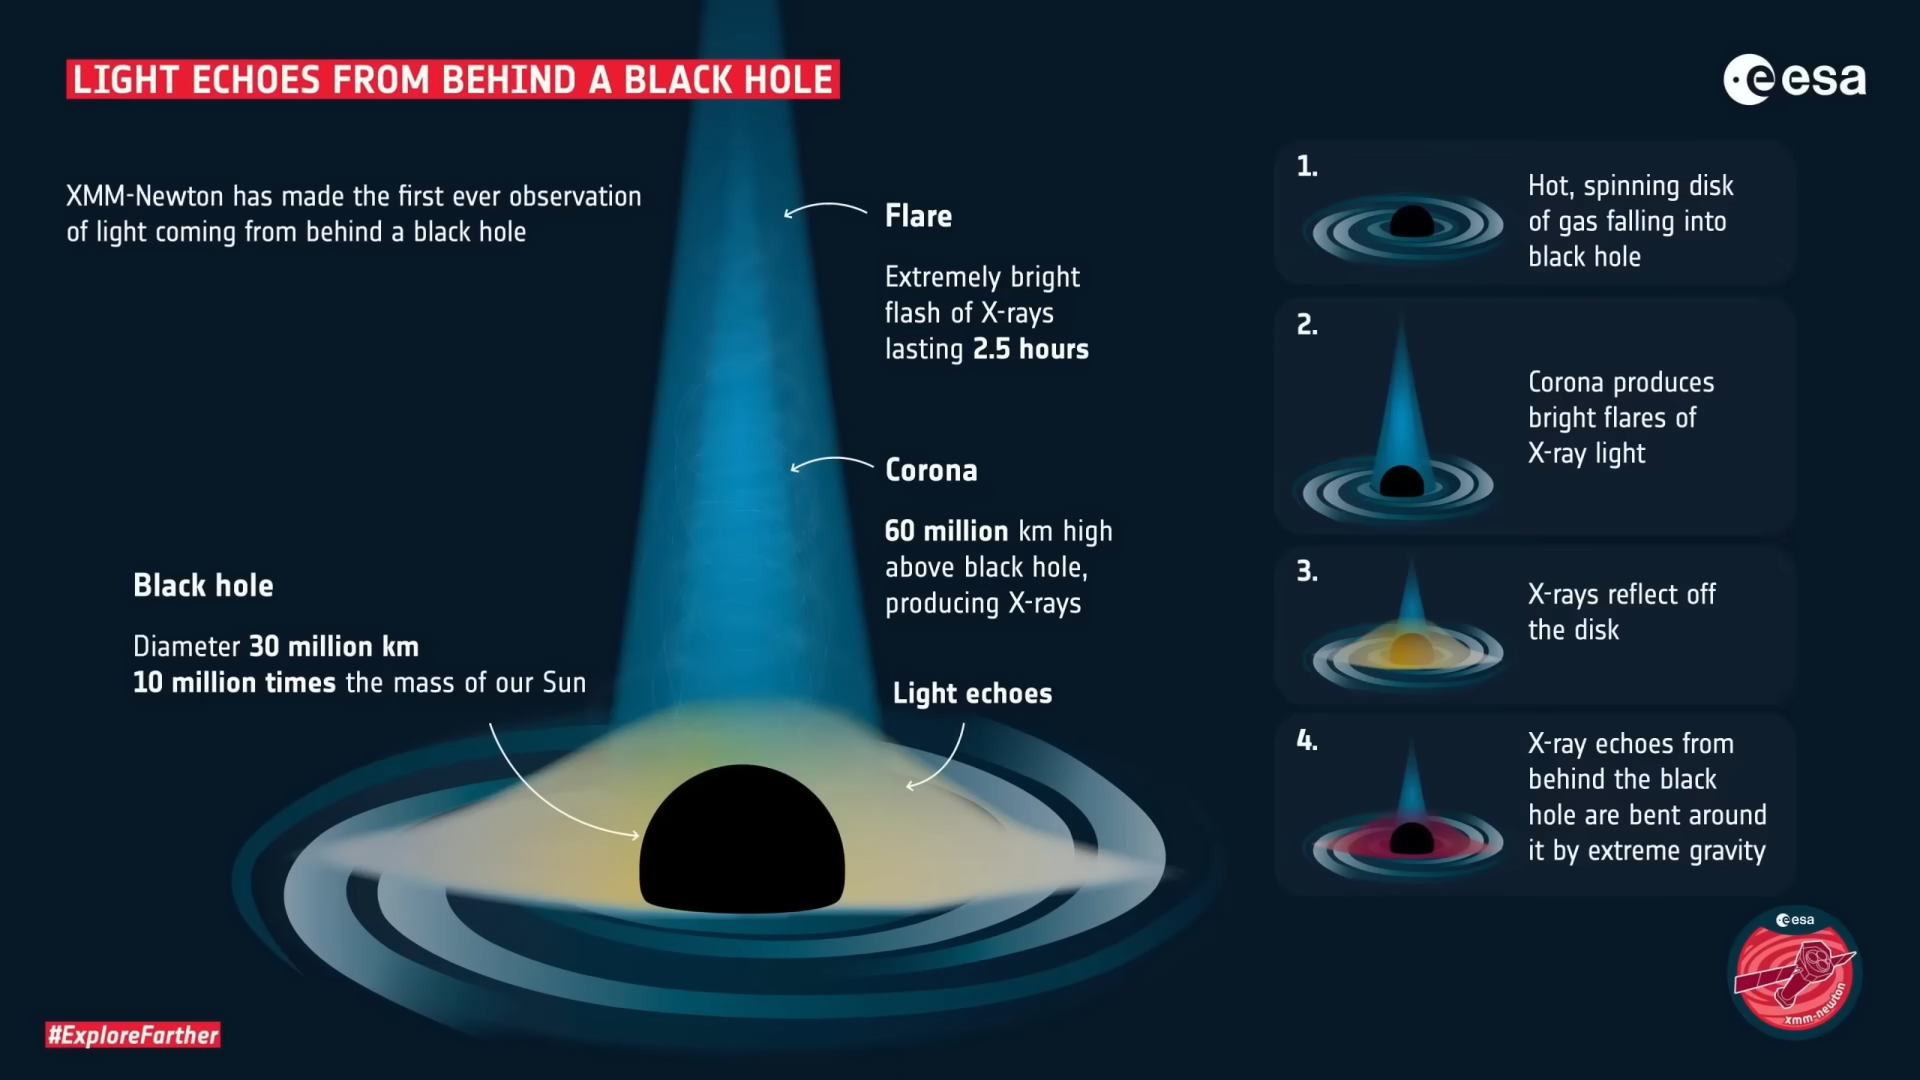 LIGHT ECHOES FROM BEHIND A BLACK HOLE
esa
XMM-Newton has made the first ever observation
of light coming from behind a black hole
Flare
Extremely bright
flash of X-rays
lasting 2.5 hours
Corona
60 million km high
above black hole,
producing X-rays
Black hole
Diameter 30 million km
10 million times the mass of our Sun
Light echoes
1.
Hot, spinning disk
of gas falling into
black hole
2.
Corona produces
bright flares of
X-ray light
3.
X-rays reflect off
the disk
4.
X-ray echoes from
behind the black
hole are bent around
it by extreme gravity
esa
xmm-newton
#ExploreFarther